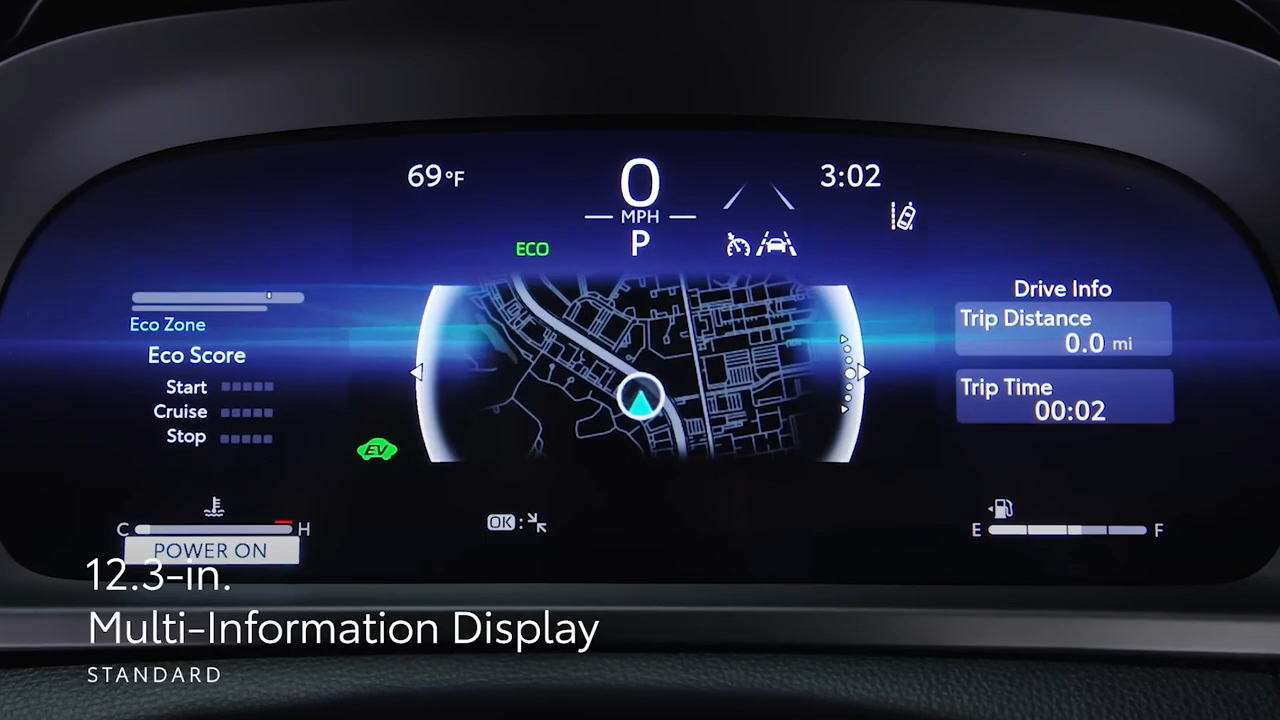 69°F
0
MPH
P
3:02
ECO
Eco Zone
Eco Score
Start
Cruise
Stop
EV
Drive Info
Trip Distance
0.0 mi
Trip Time
00:02
C H
POWER ON
OK :
E F
12.3-in.
Multi-Information Display
STANDARD